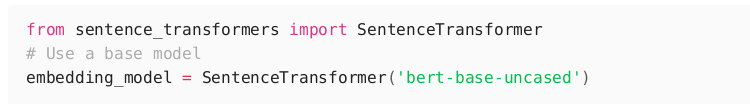 from sentence_transformers import SentenceTransformer
# Use a base model
embedding_model = SentenceTransformer('bert-base-uncased')